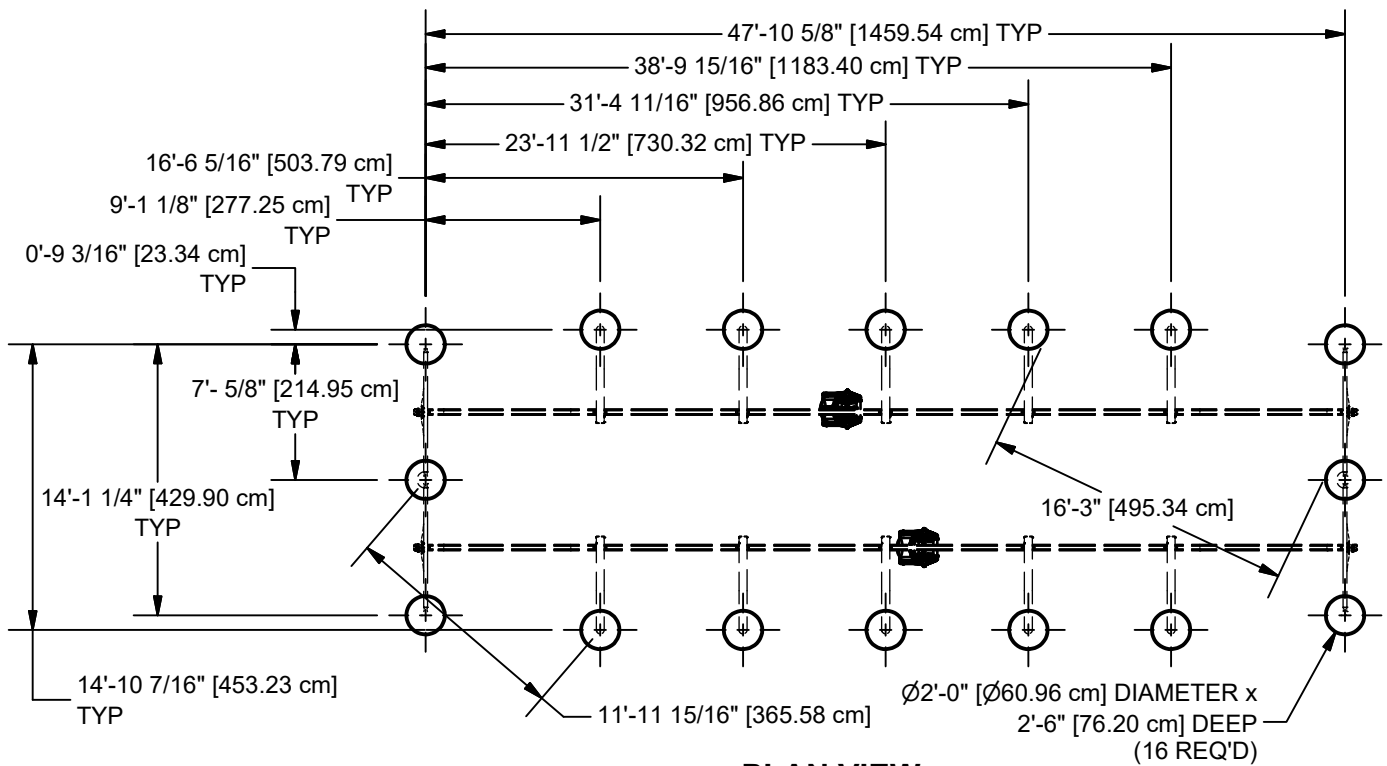 47'-10 5/8" [1459.54 cm] TYP
38'-9 15/16" [1183.40 cm] TYP
31'-4 11/16" [956.86 cm] TYP
23'-11 1/2" [730.32 cm] TYP
16'-6 5/16" [503.79 cm]
TYP
9'-1 1/8" [277.25 cm]
TYP
0'-9 3/16" [23.34 cm]
TYP
7'- 5/8" [214.95 cm]
TYP
14'-1 1/4" [429.90 cm]
TYP
16'-3" [495.34 cm]
14'-10 7/16" [453.23 cm]
TYP
11'-11 15/16" [365.58 cm]
Ø2'-0" [Ø60.96 cm] DIAMETER x
2'-6" [76.20 cm] DEEP
(16 REQ'D)
PLAN VIEW